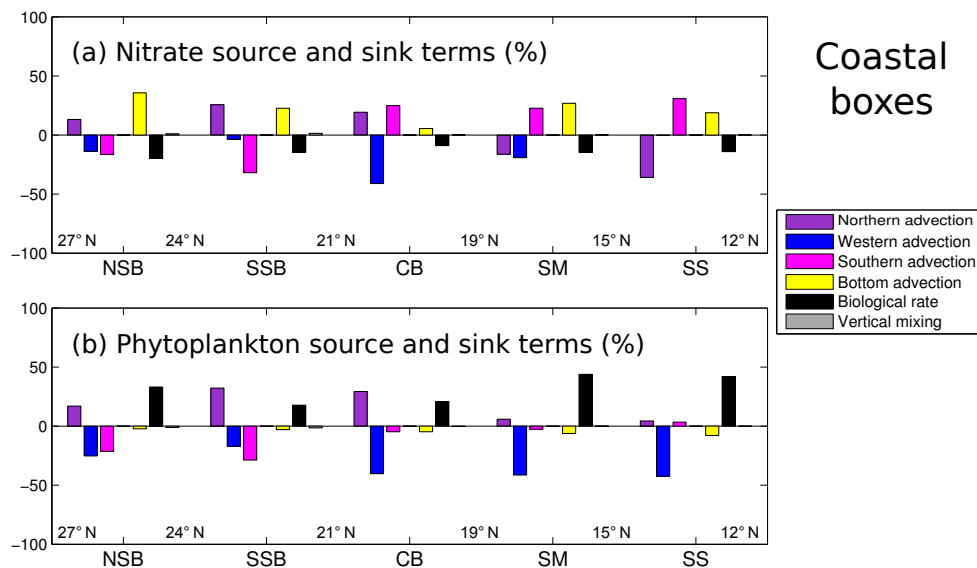 100
(a) Nitrate source and sink terms (%)
50
0
−50
−100
27° N 24° N 21° N 19° N 15° N 12° N
NSB SSB CB SM SS
Coastal
boxes
Northern advection
Western advection
Southern advection
Bottom advection
Biological rate
Vertical mixing
100
(b) Phytoplankton source and sink terms (%)
50
0
−50
−100
27° N 24° N 21° N 19° N 15° N 12° N
NSB SSB CB SM SS